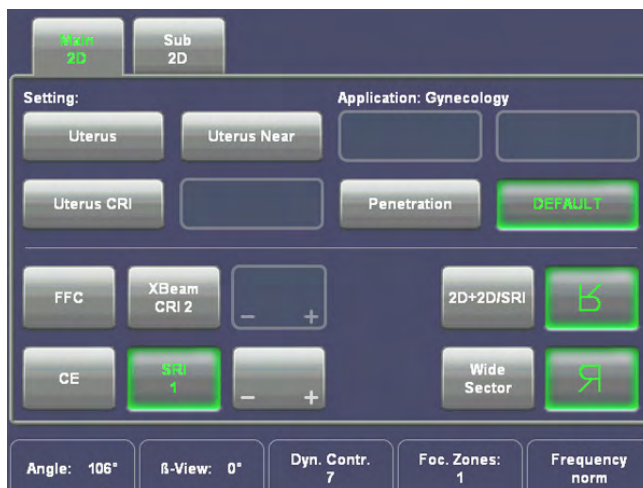 Main
2D
Sub
2D
Setting:
Application: Gynecology
Uterus
Uterus Near
Uterus CRI
Penetration
DEFAULT
FFC
XBeam
CRI 2
- +
2D+2D/SRI
R
CE
SRI
1
- +
Wide
Sector
R
Angle: 106°
ß-View: 0°
Dyn. Contr.
7
Foc. Zones:
1
Frequency
norm